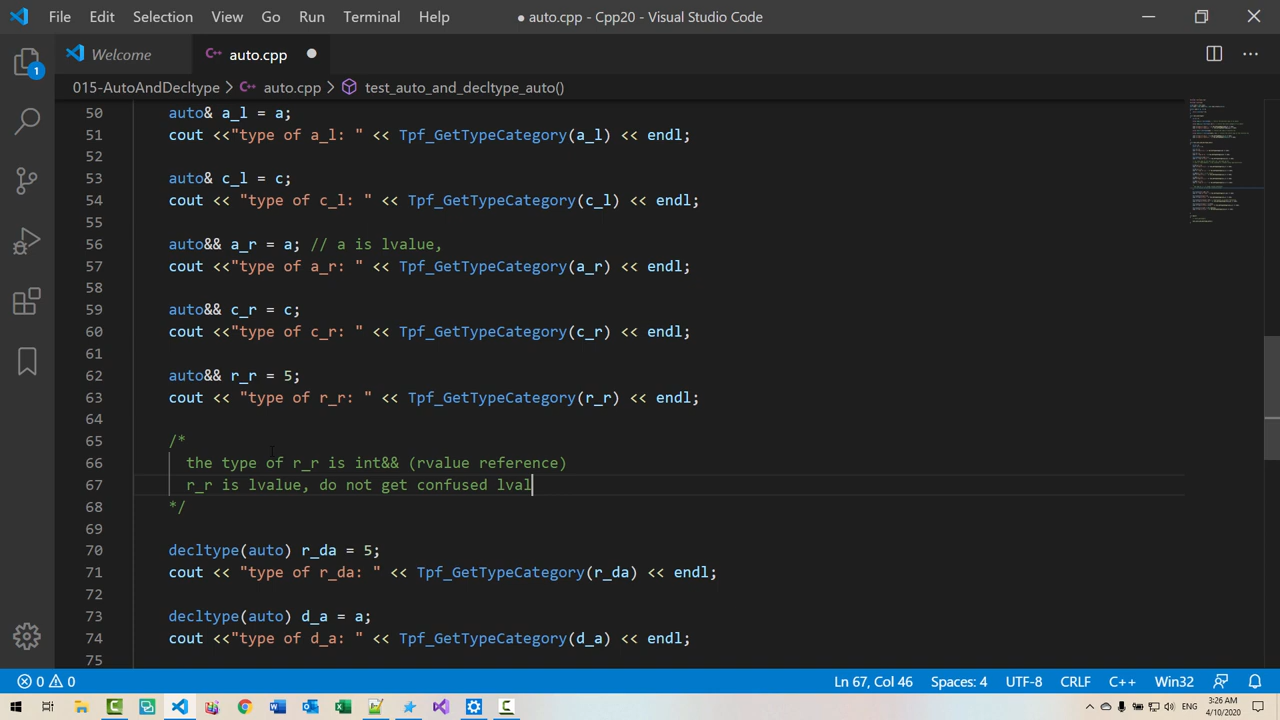 File Edit Selection View Go Run Terminal Help ● auto.cpp - Cpp20 - Visual Studio Code
Welcome C++ auto.cpp ●
015-AutoAndDecltype > C++ auto.cpp > test_auto_and_decltype_auto()
1
50 auto& a_l = a;
51 cout <<"type of a_l: " << Tpf_GetTypeCategory(a_l) << endl;
52
53 auto& c_l = c;
54 cout << "type of c_l: " << Tpf_GetTypeCategory(c_l) << endl;
55
56 auto&& a_r = a; // a is lvalue,
57 cout <<"type of a_r: " << Tpf_GetTypeCategory(a_r) << endl;
58
59 auto&& c_r = c;
60 cout <<"type of c_r: " << Tpf_GetTypeCategory(c_r) << endl;
61
62 auto&& r_r = 5;
63 cout << "type of r_r: " << Tpf_GetTypeCategory(r_r) << endl;
64
65 /*
66 the type of r_r is int&& (rvalue reference)
67 r_r is lvalue, do not get confused lval
68 */
69
70 decltype(auto) r_da = 5;
71 cout << "type of r_da: " << Tpf_GetTypeCategory(r_da) << endl;
72
73 decltype(auto) d_a = a;
74 cout <<"type of d_a: " << Tpf_GetTypeCategory(d_a) << endl;
75
0 0 Ln 67, Col 46 Spaces: 4 UTF-8 CRLF C++ Win32
ENG 3:26 AM
4/10/2020